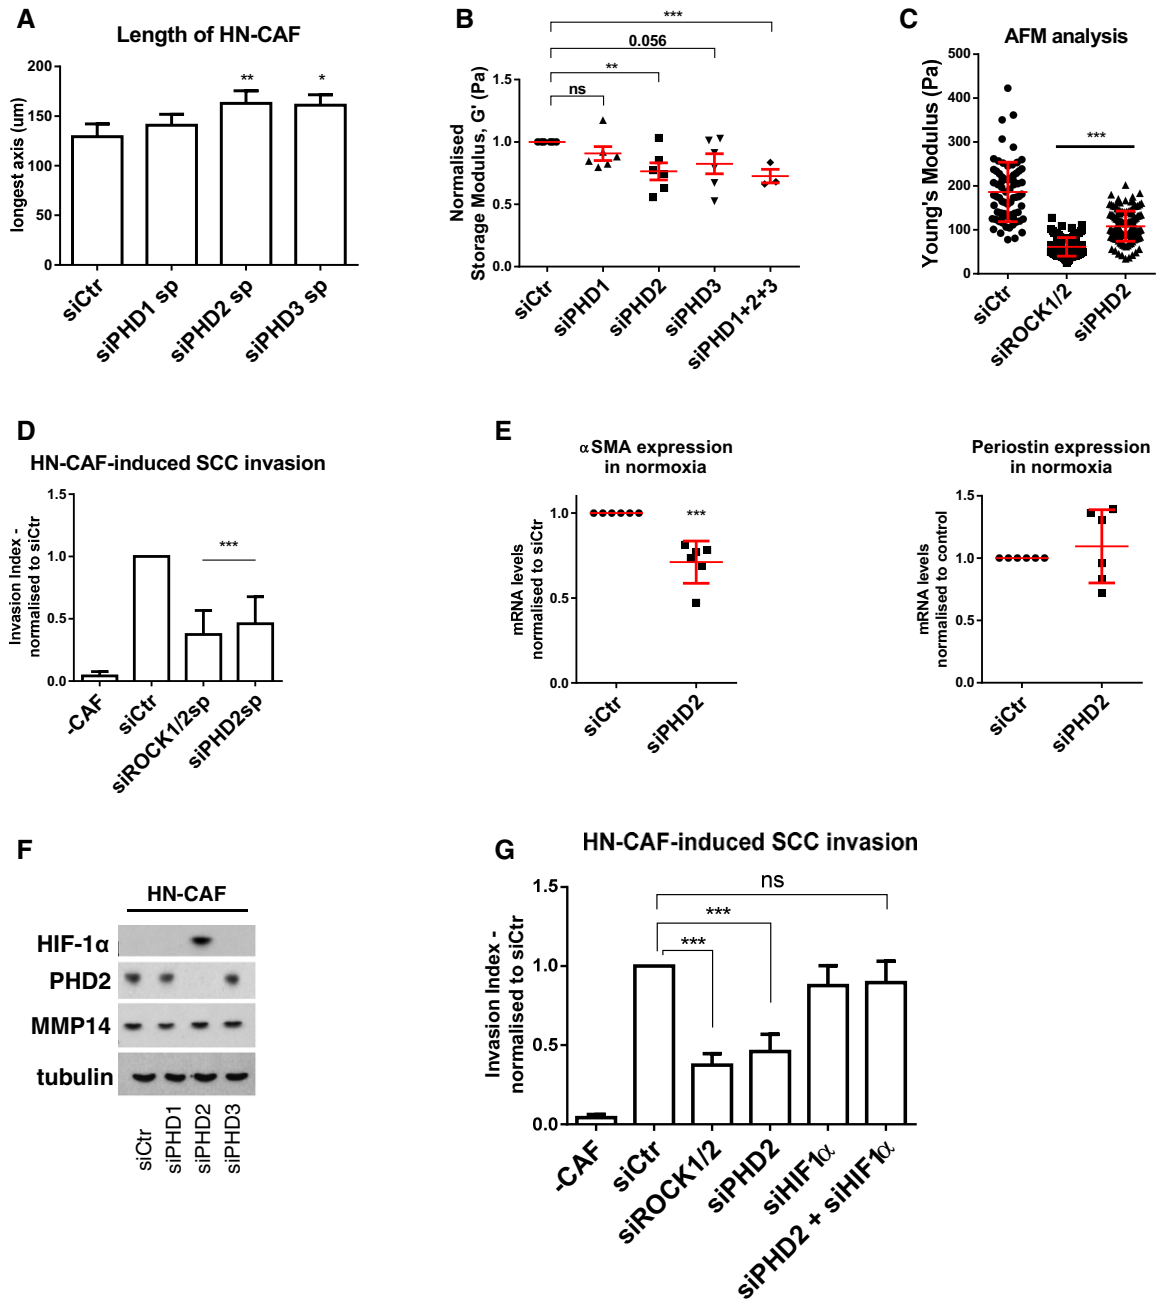 A
Length of HN-CAF
longest axis (um)
200
150
100
50
0
**
*
siCtr
siPHD1 sp
siPHD2 sp
siPHD3 sp
B
***
0.056
**
ns
Normalised
Storage Modulus, G' (Pa)
1.5
1.0
0.5
0.0
siCtr
siPHD1
siPHD2
siPHD3
siPHD1+2+3
C
AFM analysis
Young's Modulus (Pa)
500
400
300
200
100
0
***
siCtr
siROCK1/2
siPHD2
D
HN-CAF-induced SCC invasion
Invasion Index -
normalised to siCtr
1.5
1.0
0.5
0.0
***
-CAF
siCtr
siROCK1/2sp
siPHD2sp
E
αSMA expression
in normoxia
mRNA levels
normalised to siCtr
1.0
0.5
0.0
***
siCtr
siPHD2
Periostin expression
in normoxia
mRNA levels
normalised to control
1.5
1.0
0.5
0.0
siCtr
siPHD2
F
HN-CAF
HIF-1α
PHD2
MMP14
tubulin
siCtr
siPHD1
siPHD2
siPHD3
G
HN-CAF-induced SCC invasion
Invasion Index -
normalised to siCtr
1.5
1.0
0.5
0.0
ns
***
***
-CAF
siCtr
siROCK1/2
siPHD2
siHIF1α
siPHD2 + siHIF1α